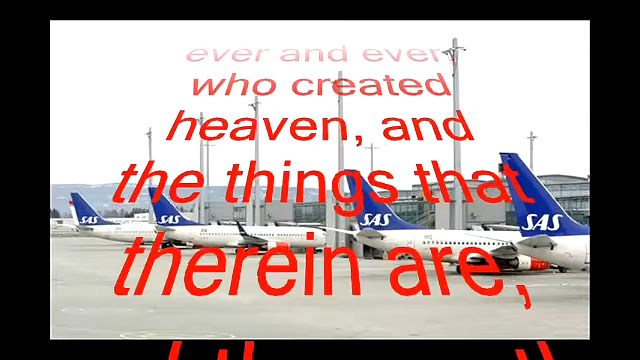 ever and ever,
who created
heaven, and
the things that
therein are,
SAS
SAS
SAS
SAS